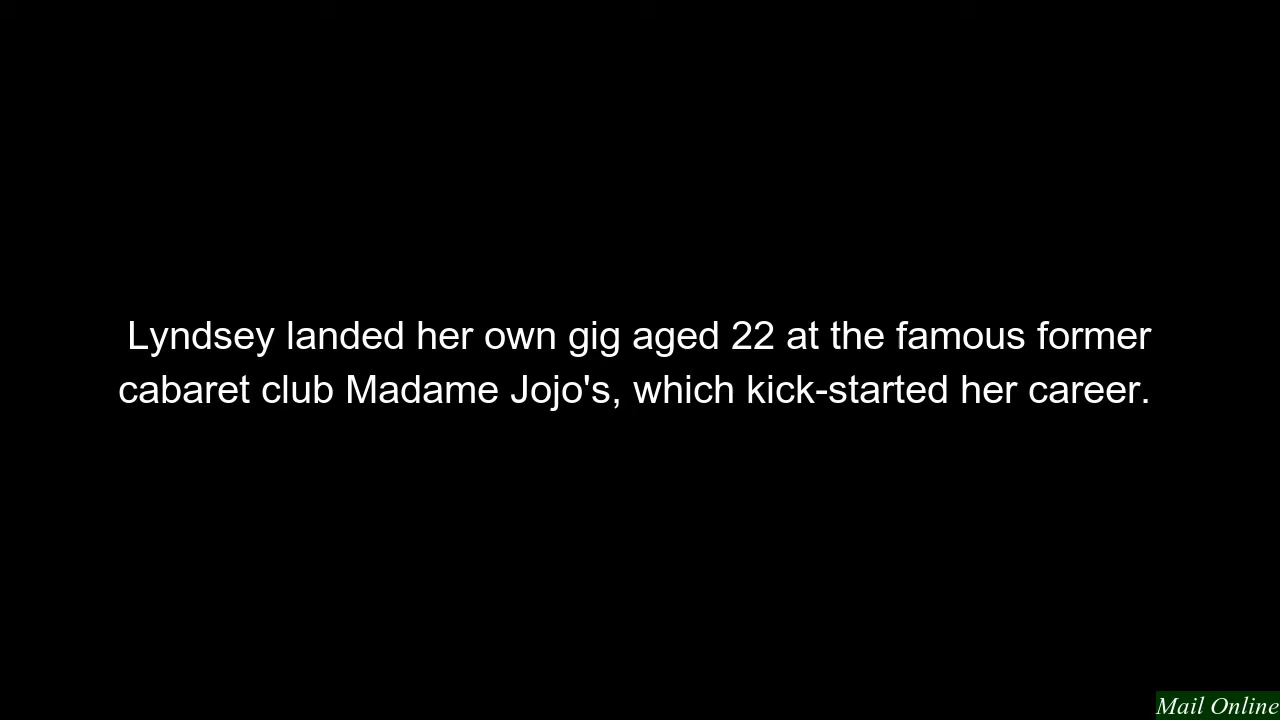 Lyndsey landed her own gig aged 22 at the famous former
cabaret club Madame Jojo's, which kick-started her career.
Mail Online